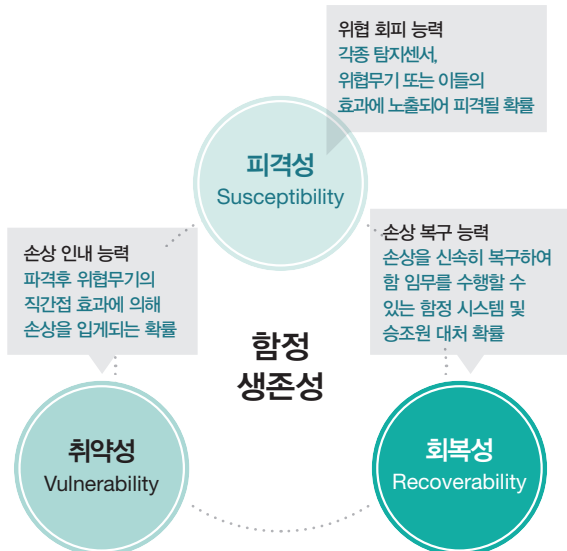 위협 회피 능력
각종 탐지센서,
위협무기 또는 이들의
효과에 노출되어 피격될 확률
피격성
Susceptibility
손상 인내 능력
파격후 위협무기의
직간접 효과에 의해
손상을 입게되는 확률
손상 복구 능력
손상을 신속히 복구하여
함 임무를 수행할 수
있는 함정 시스템 및
승조원 대처 확률
함정
생존성
취약성
Vulnerability
회복성
Recoverability